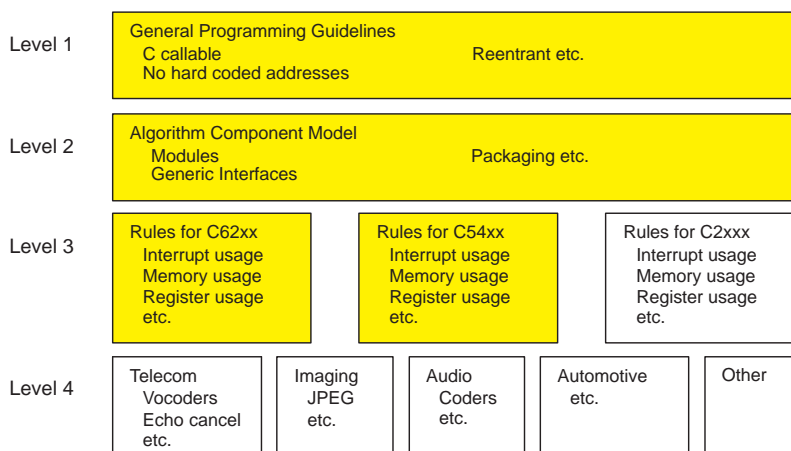 Level 1
General Programming Guidelines
C callable
Reentrant etc.
No hard coded addresses
Level 2
Algorithm Component Model
Modules
Packaging etc.
Generic Interfaces
Level 3
Rules for C62xx
Interrupt usage
Memory usage
Register usage
etc.
Rules for C54xx
Interrupt usage
Memory usage
Register usage
etc.
Rules for C2xxx
Interrupt usage
Memory usage
Register usage
etc.
Level 4
Telecom
Vocoders
Echo cancel
etc.
Imaging
JPEG
etc.
Audio
Coders
etc.
Automotive
etc.
Other